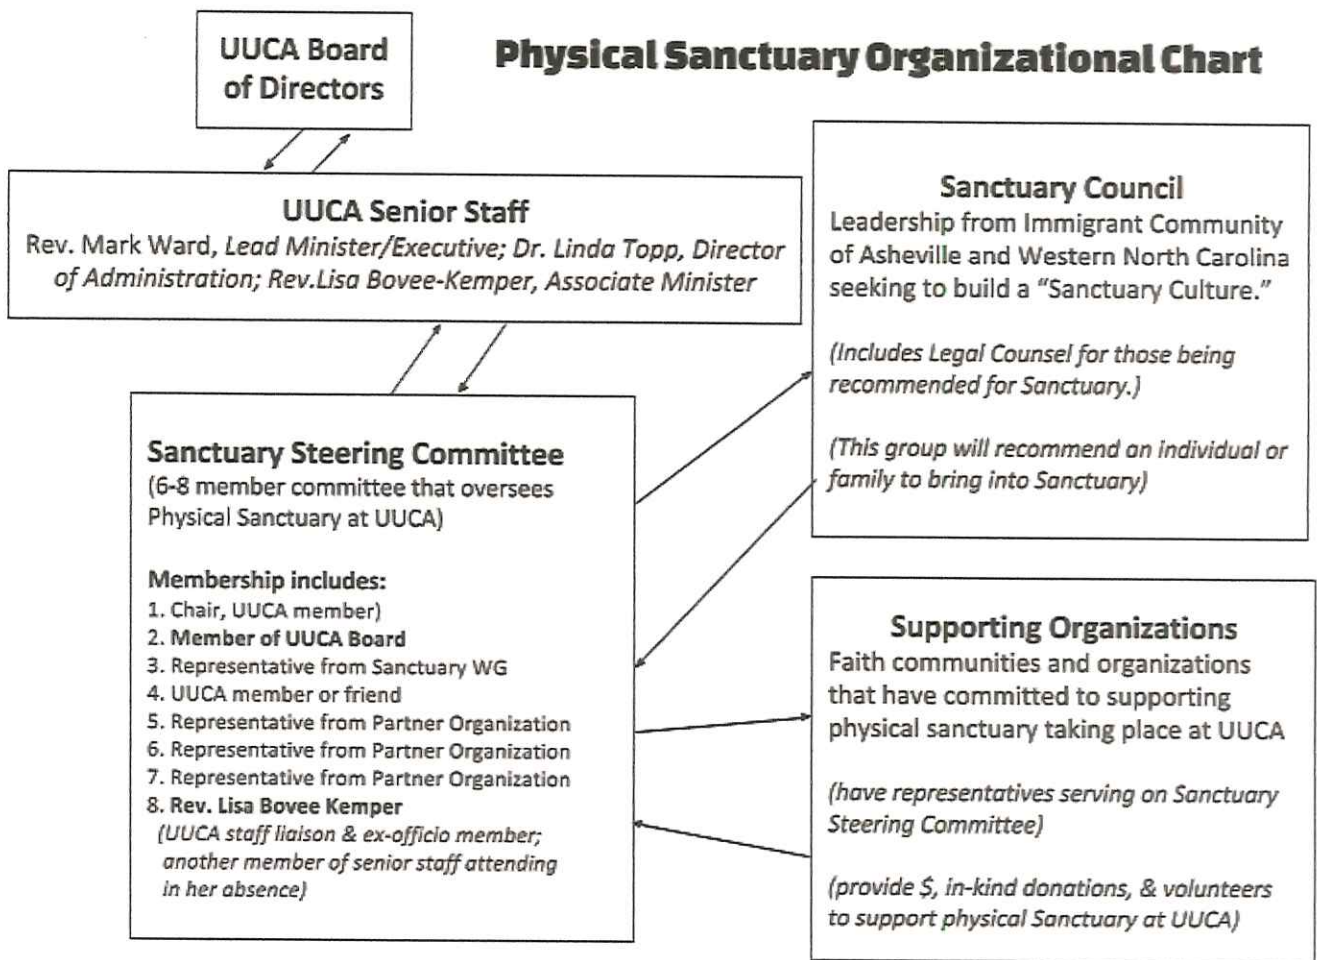 UUCA Board
of Directors
Physical Sanctuary Organizational Chart
UUCA Senior Staff
Rev. Mark Ward, Lead Minister/Executive; Dr. Linda Topp, Director
of Administration; Rev.Lisa Bovee-Kemper, Associate Minister
Sanctuary Council
Leadership from Immigrant Community
of Asheville and Western North Carolina
seeking to build a “Sanctuary Culture.”
(Includes Legal Counsel for those being
recommended for Sanctuary.)
(This group will recommend an individual or
family to bring into Sanctuary)
Sanctuary Steering Committee
(6-8 member committee that oversees
Physical Sanctuary at UUCA)
Membership includes:
1. Chair, UUCA member)
2. Member of UUCA Board
3. Representative from Sanctuary WG
4. UUCA member or friend
5. Representative from Partner Organization
6. Representative from Partner Organization
7. Representative from Partner Organization
8. Rev. Lisa Bovee Kemper
(UUCA staff liaison & ex-officio member;
another member of senior staff attending
in her absence)
Supporting Organizations
Faith communities and organizations
that have committed to supporting
physical sanctuary taking place at UUCA
(have representatives serving on Sanctuary
Steering Committee)
(provide $, in-kind donations, & volunteers
to support physical Sanctuary at UUCA)